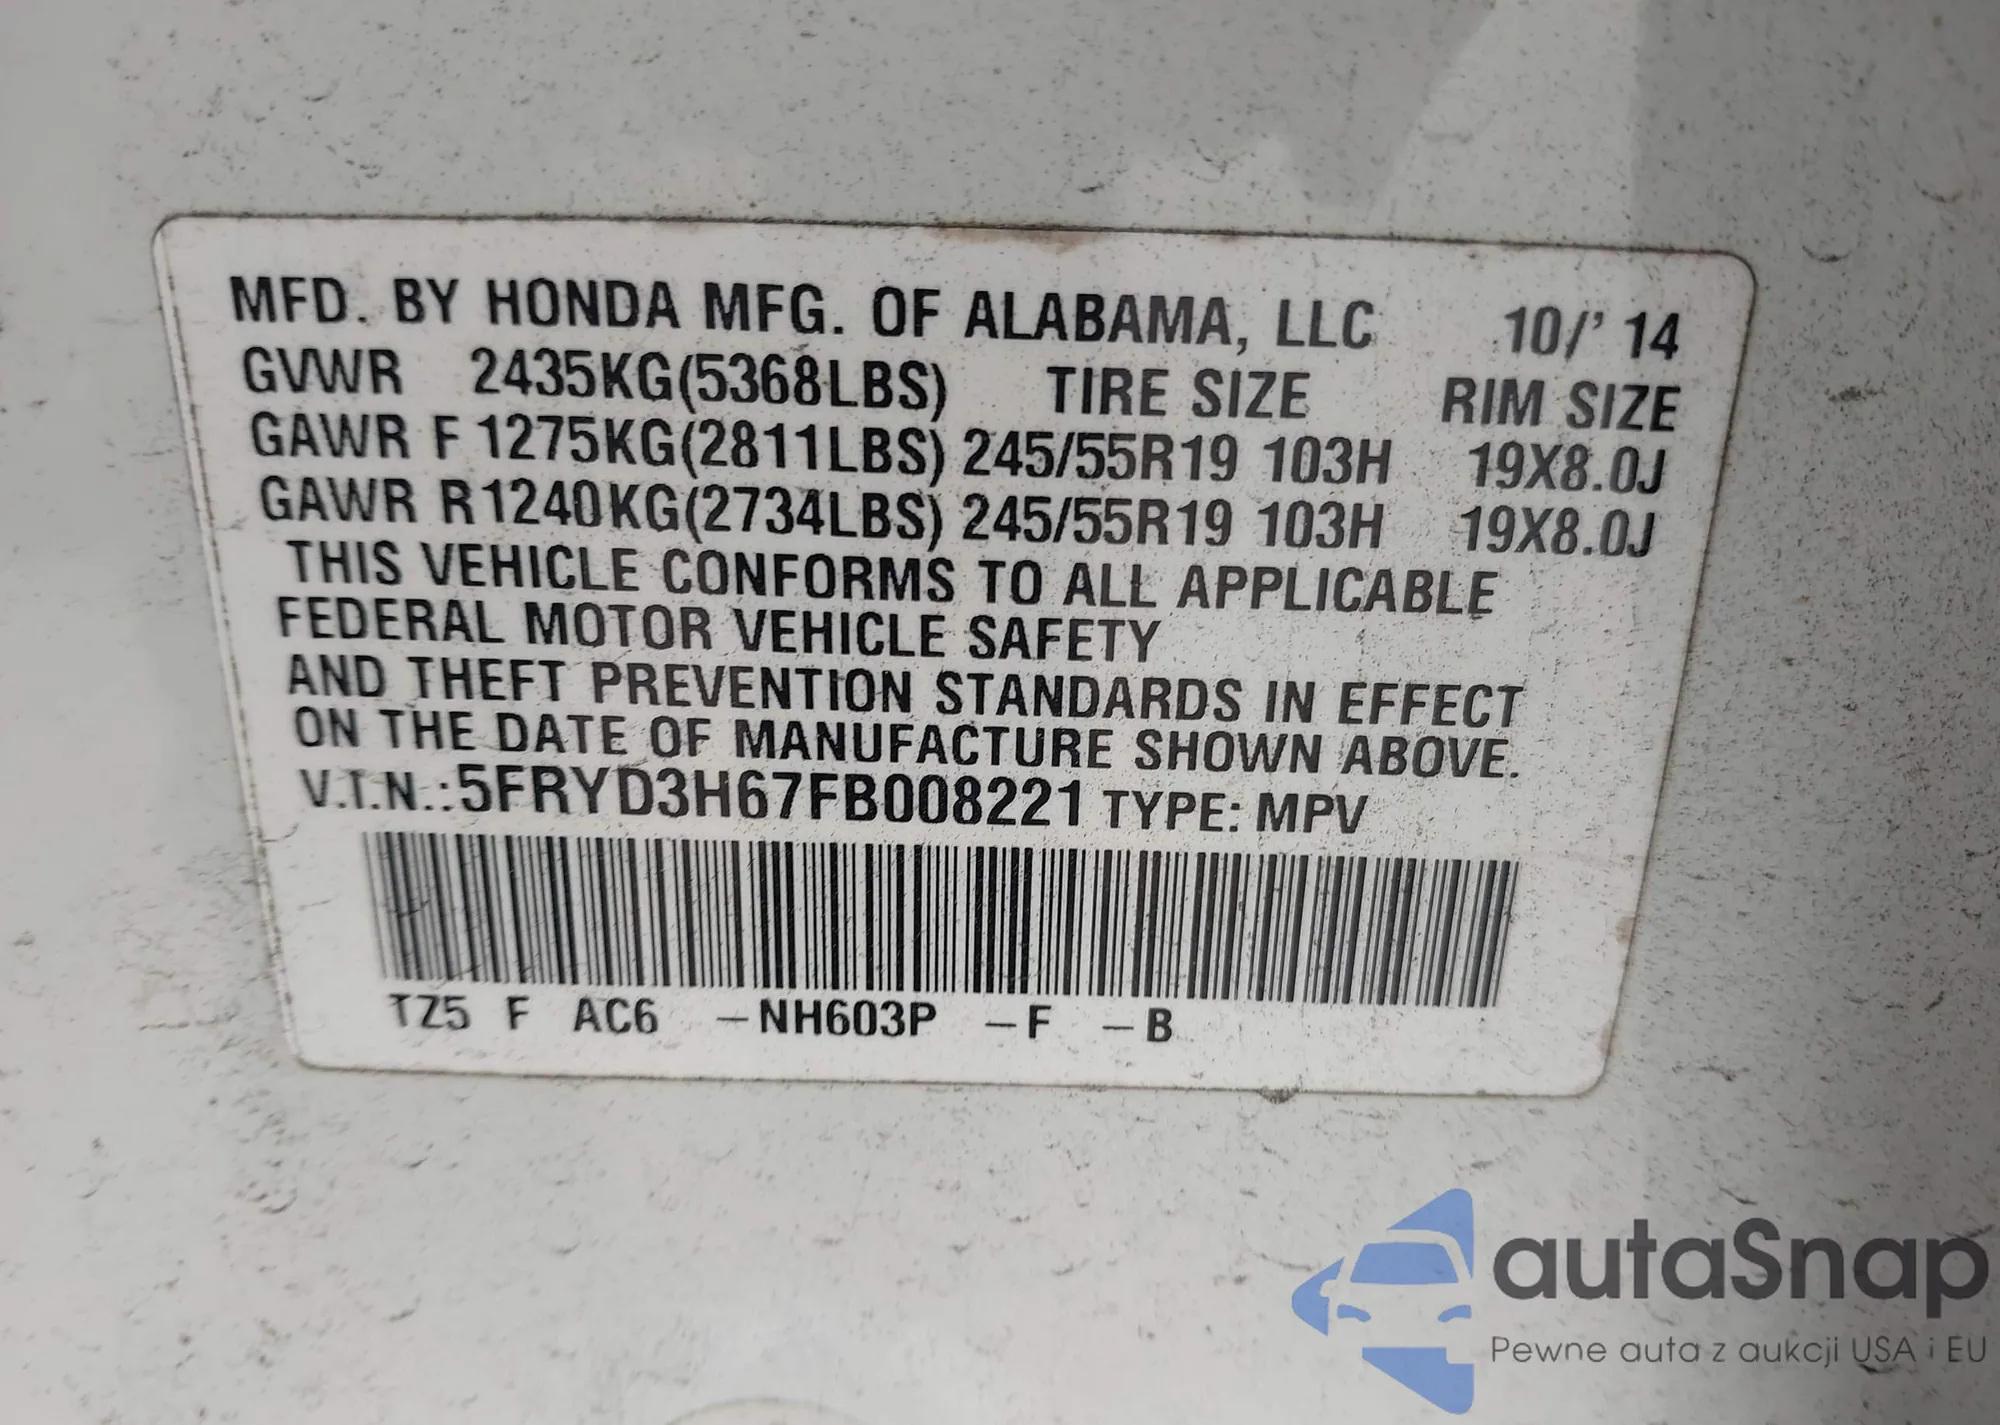 MFD. BY HONDA MFG. OF ALABAMA, LLC 10/' 14
GVWR 2435KG(5368LBS) TIRE SIZE RIM SIZE
GAWR F 1275KG(2811LBS) 245/55R19 103H 19X8.0J
GAWR R1240KG(2734LBS) 245/55R19 103H 19X8.0J
THIS VEHICLE CONFORMS TO ALL APPLICABLE
FEDERAL MOTOR VEHICLE SAFETY
AND THEFT PREVENTION STANDARDS IN EFFECT
ON THE DATE OF MANUFACTURE SHOWN ABOVE.
V.I.N.:5FRYD3H67FB008221 TYPE: MPV
TZ5 F AC6 -NH603P -F -B
autaSnap
Pewne auta z aukcji USA i EU